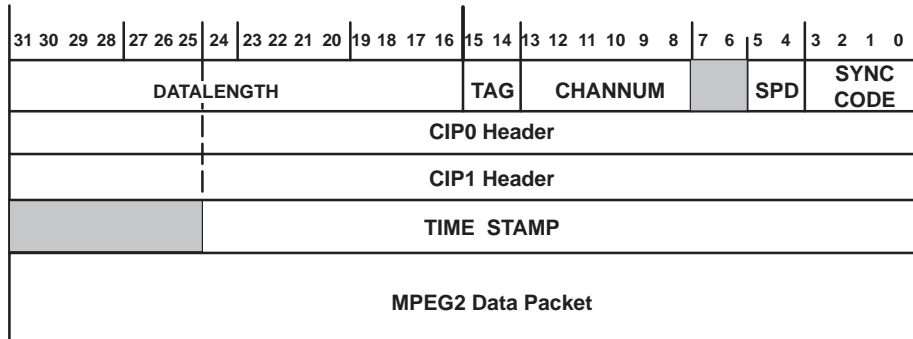 31 30 29 28 27 26 25 24 23 22 21 20 19 18 17 16 15 14 13 12 11 10 9 8 7 6 5 4 3 2 1 0
DATALENGTH TAG CHANNUM SPD SYNC CODE
CIP0 Header
CIP1 Header
TIME STAMP
MPEG2 Data Packet